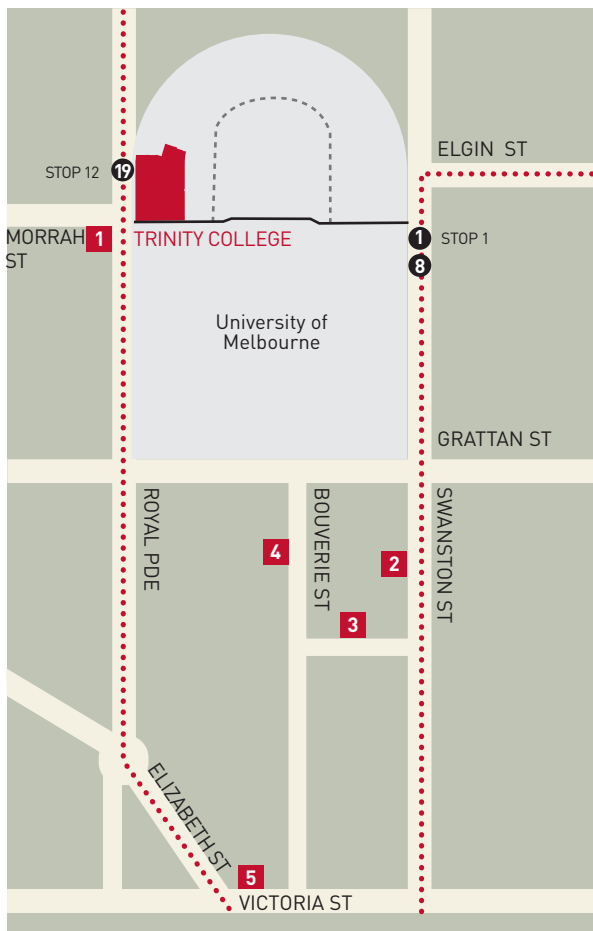 ELGIN ST
STOP 12
19
MORRAH
ST
1
TRINITY COLLEGE
1
STOP 1
8
University of
Melbourne
GRATTAN ST
ROYAL PDE
BOUVERIE ST
SWANSTON ST
4
2
3
ELIZABETH ST
5
VICTORIA ST